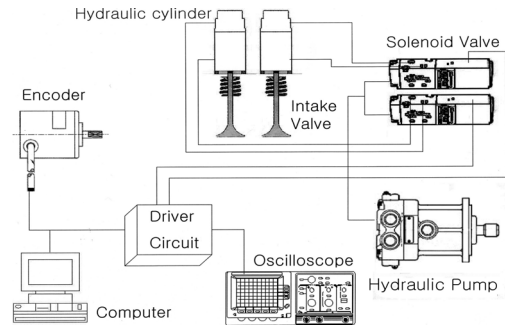 Hydraulic cylinder
Solenoid Valve
Encoder
Intake
Valve
Driver
Circuit
Oscilloscope
Hydraulic Pump
Computer